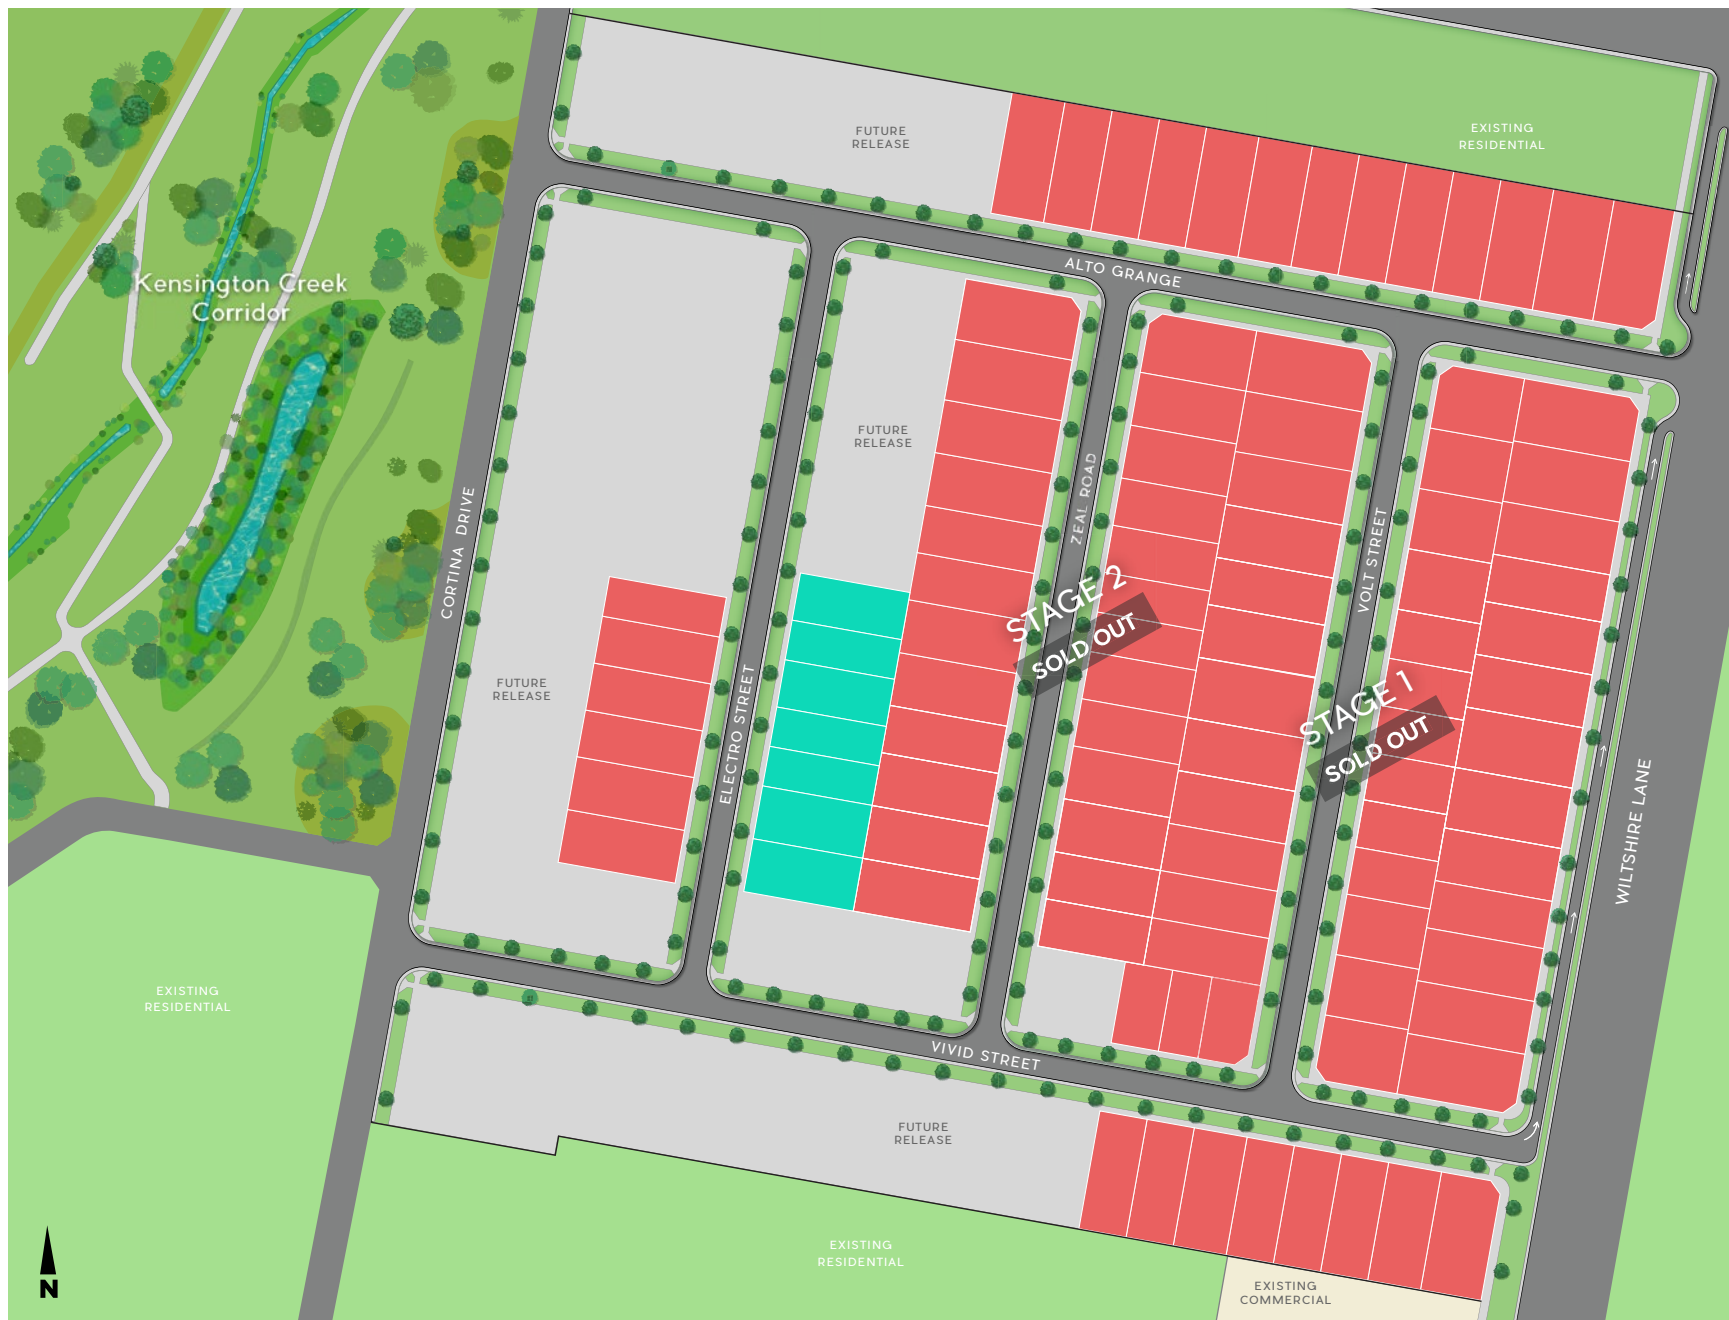 FUTURE
RELEASE
EXISTING
RESIDENTIAL
Kensington Creek
Corridor
ALTO GRANGE
FUTURE
RELEASE
CORTINA DRIVE
ZEAL ROAD
VOLT STREET
STAGE 2
SOLD OUT
FUTURE
RELEASE
ELECTRO STREET
STAGE 1
SOLD OUT
WILTSHIRE LANE
EXISTING
RESIDENTIAL
VIVID STREET
FUTURE
RELEASE
EXISTING
RESIDENTIAL
EXISTING
COMMERCIAL
N